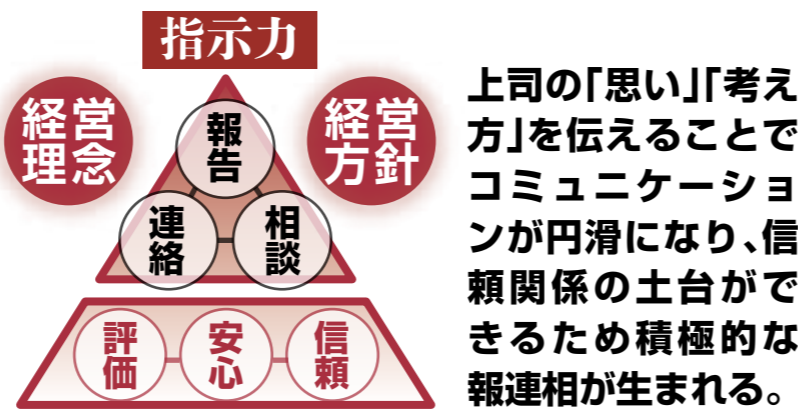 指示力
経営
理念
経営
方針
報告
連絡
相談
評価
安心
信頼
上司の｢思い｣｢考え
方｣を伝えることで
コミュニケーショ
ンが円滑になり､信
頼関係の土台がで
きるため積極的な
報連相が生まれる。